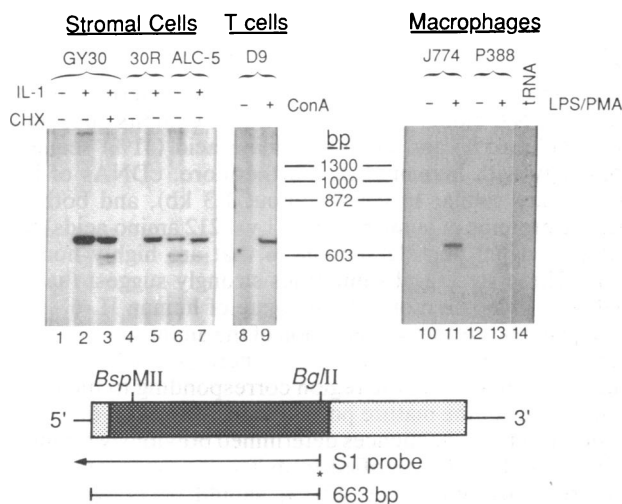 Stromal Cells T cells Macrophages
GY30 30R ALC-5 D9 J774 P388 tRNA
IL-1 – + + – + – + – + ConA – + – + LPS/PMA
CHX +
bp
1300
1000
872
603
1 2 3 4 5 6 7 8 9 10 11 12 13 14
BspMII BglII
5' 3'
S1 probe
*
663 bp